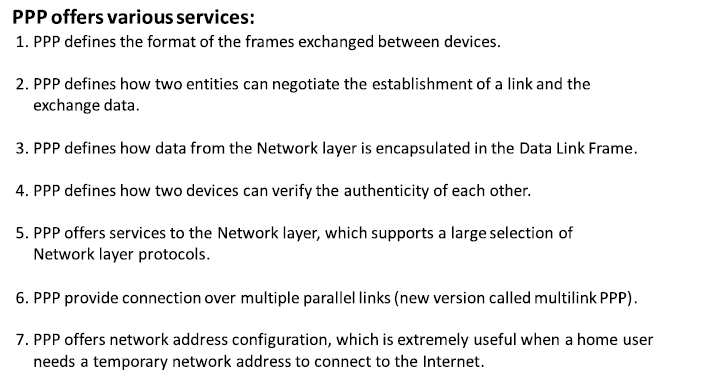 PPP offers various services:
1. PPP defines the format of the frames exchanged between devices.
2. PPP defines how two entities can negotiate the establishment of a link and the
exchange data.
3. PPP defines how data from the Network layer is encapsulated in the Data Link Frame.
4. PPP defines how two devices can verify the authenticity of each other.
5. PPP offers services to the Network layer, which supports a large selection of
Network layer protocols.
6. PPP provide connection over multiple parallel links (new version called multilink PPP).
7. PPP offers network address configuration, which is extremely useful when a home user
needs a temporary network address to connect to the Internet.